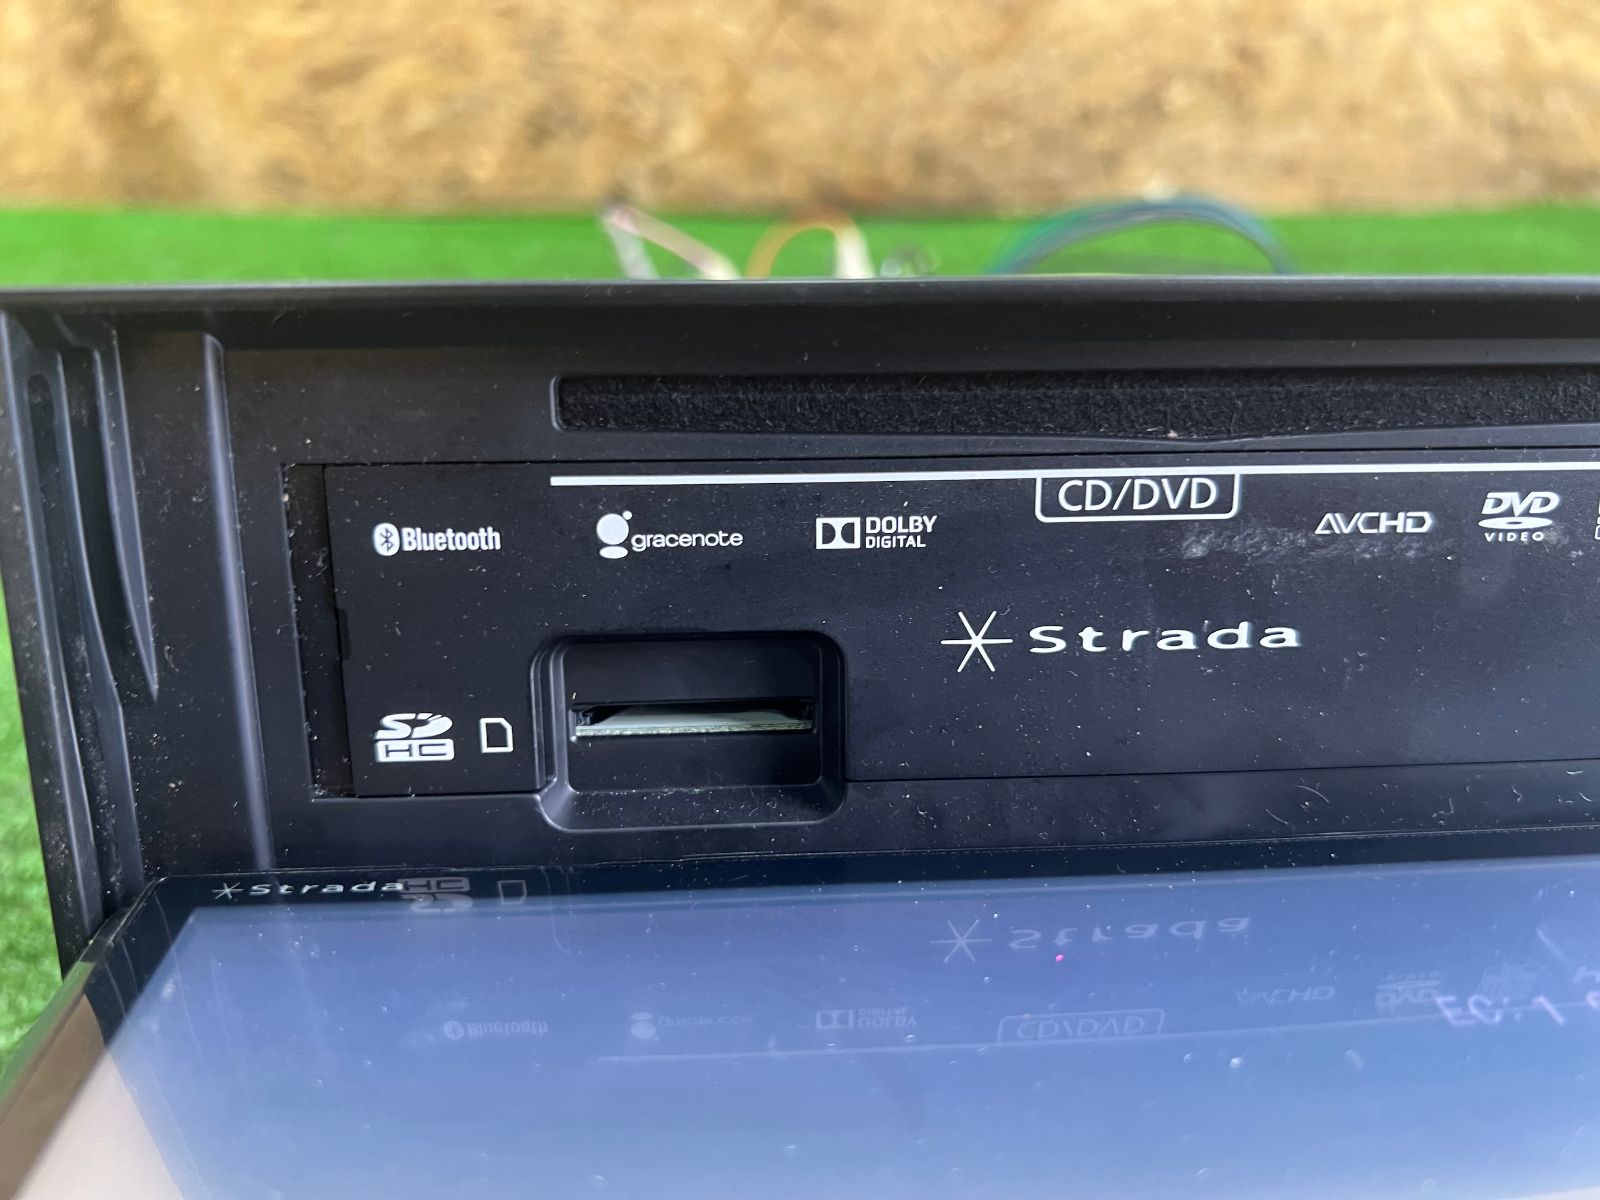 CD/DVD
Bluetooth
gracenote
DOLBY
DIGITAL
AVCHD
DVD
VIDEO
Strada
SD
HC
Strada